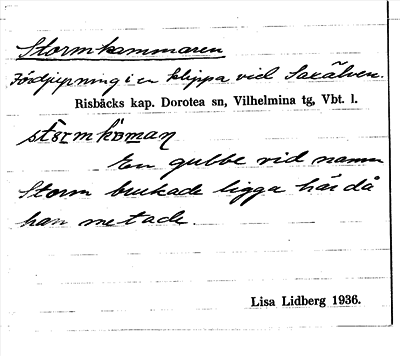 Stormkammaren
Fördjupning i en klippa vid Saxälven.
Risbäcks kap. Dorotea sn, Vilhelmina tg, Vbt. l.
En gubbe vid namn
Storm brukade ligga här då
han metade.
Lisa Lidberg 1936.